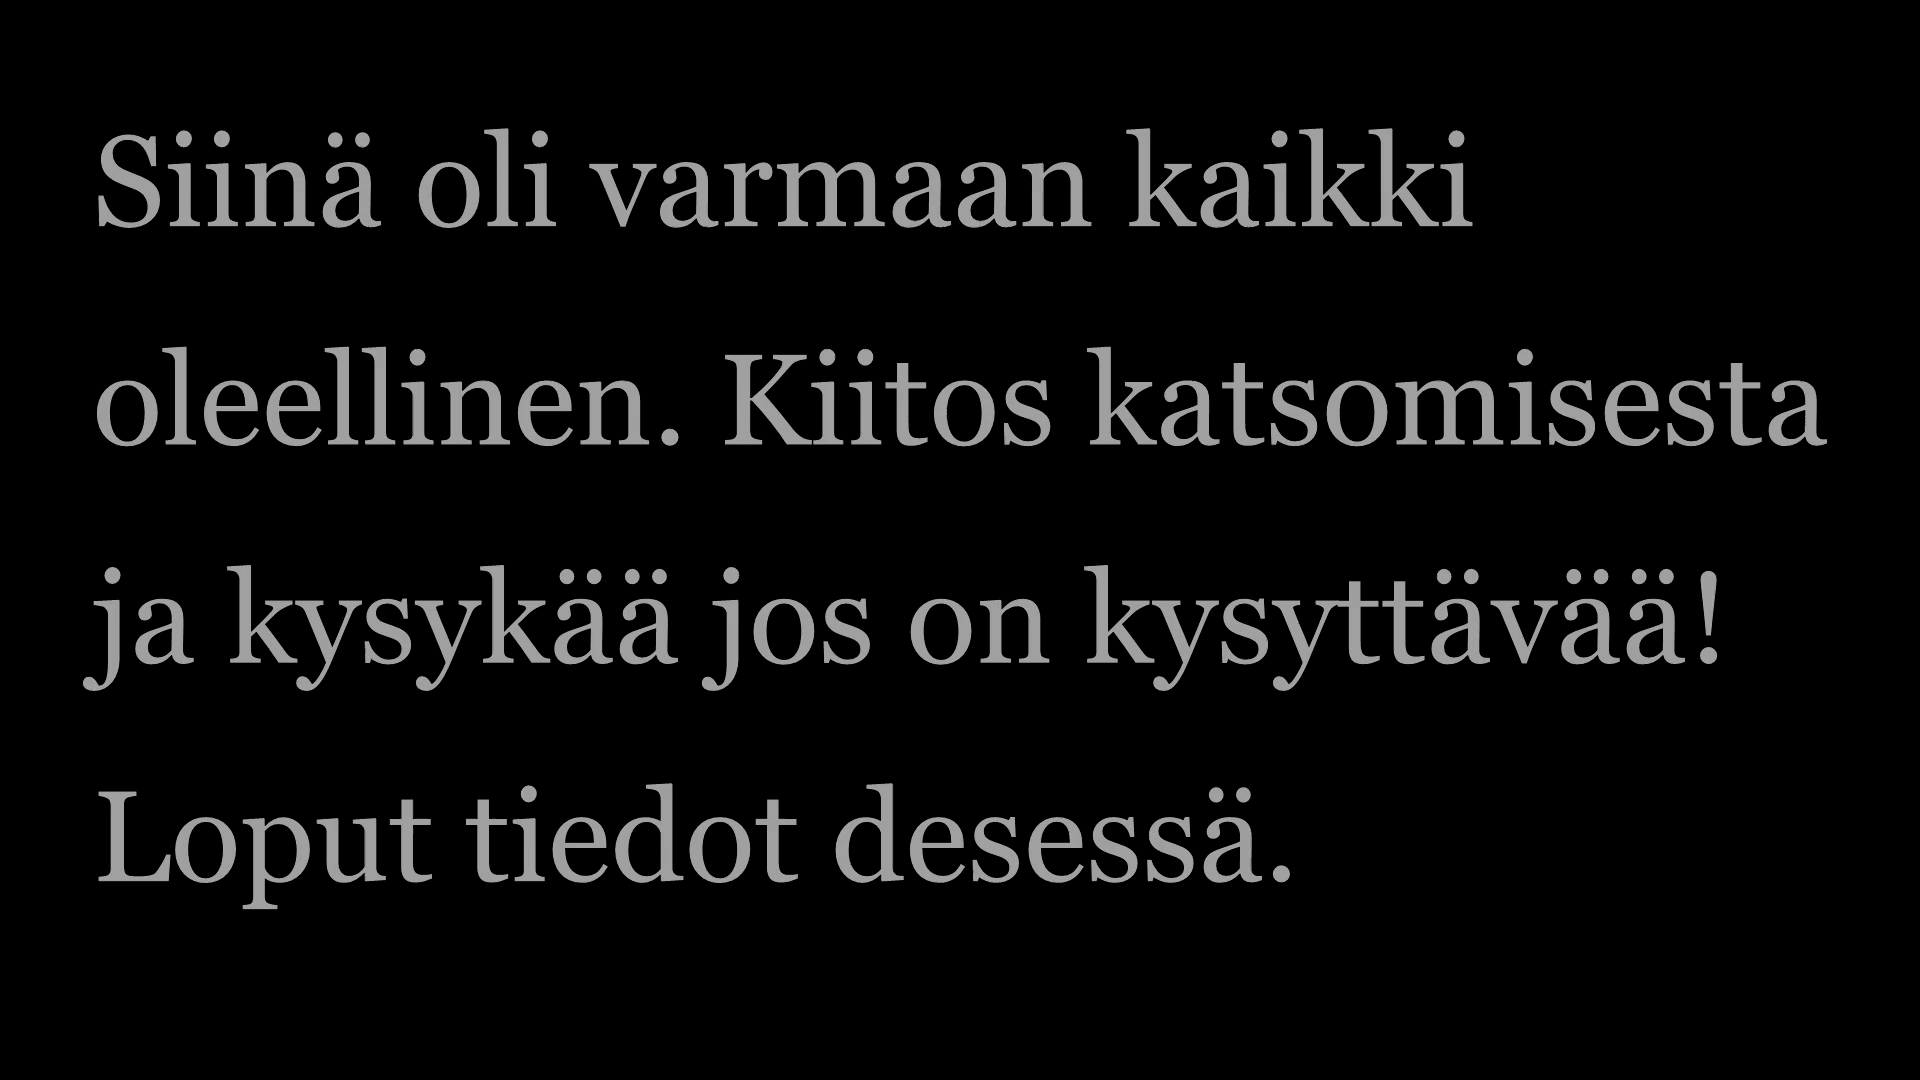 Siinä oli varmaan kaikki
oleellinen. Kiitos katsomisesta
ja kysykää jos on kysyttävää!
Loput tiedot desessä.